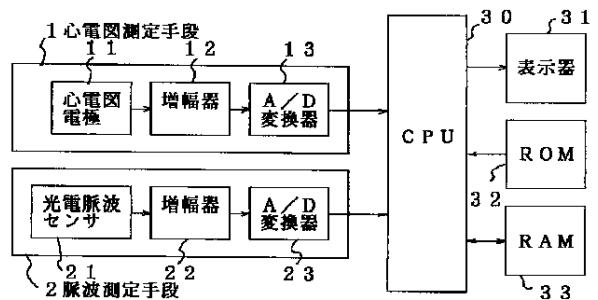 1心電図測定手段
11
12
13
30
31
心電図
電極
増幅器
A/D
変換器
CPU
表示器
ROM
32
光電脈波
センサ
増幅器
A/D
変換器
RAM
33
21
22
23
2脈波測定手段